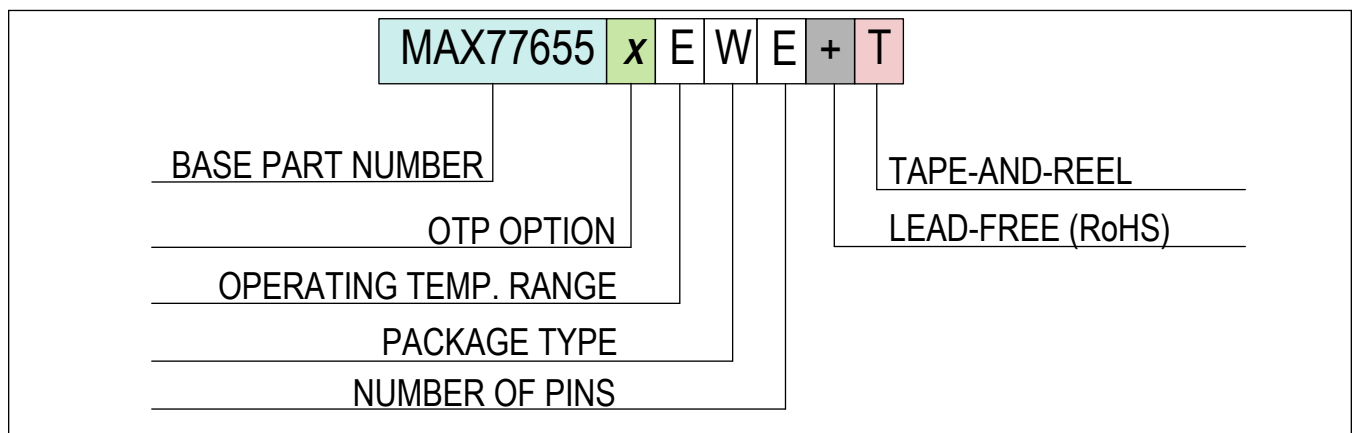 MAX77655 x E W E + T
BASE PART NUMBER
TAPE-AND-REEL
OTP OPTION
LEAD-FREE (RoHS)
OPERATING TEMP. RANGE
PACKAGE TYPE
NUMBER OF PINS